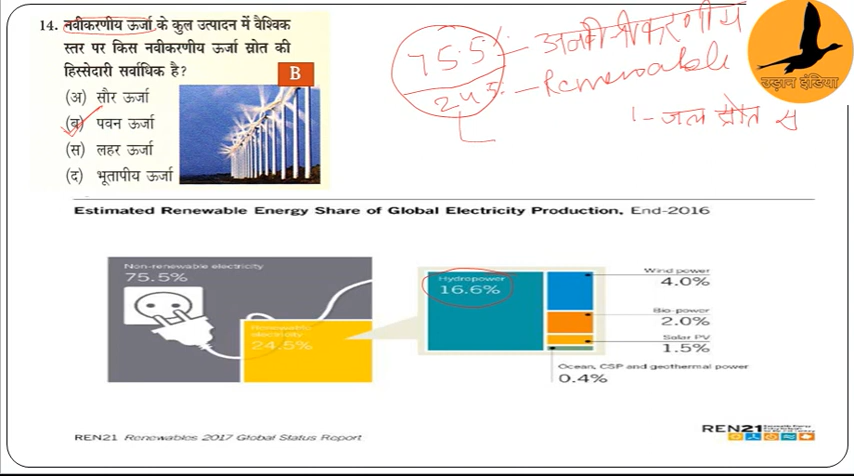 14. नवीकरणीय ऊर्जा के कुल उत्पादन में वैश्विक
स्तर पर किस नवीकरणीय ऊर्जा स्रोत की
हिस्सेदारी सर्वाधिक है?
B
(अ) सौर ऊर्जा
(ब) पवन ऊर्जा
(स) लहर ऊर्जा
(द) भूतापीय ऊर्जा
75.5% - अनवीनीकरणीय
24.5 - Renewable
1 - जल स्रोत स
उड़ान इंडिया
Estimated Renewable Energy Share of Global Electricity Production, End-2016
Non-renewable electricity
75.5%
Renewable
electricity
24.5%
Hydropower
16.6%
Wind power
4.0%
Bio-power
2.0%
Solar PV
1.5%
Ocean, CSP and geothermal power
0.4%
REN21 Renewables 2017 Global Status Report
REN21